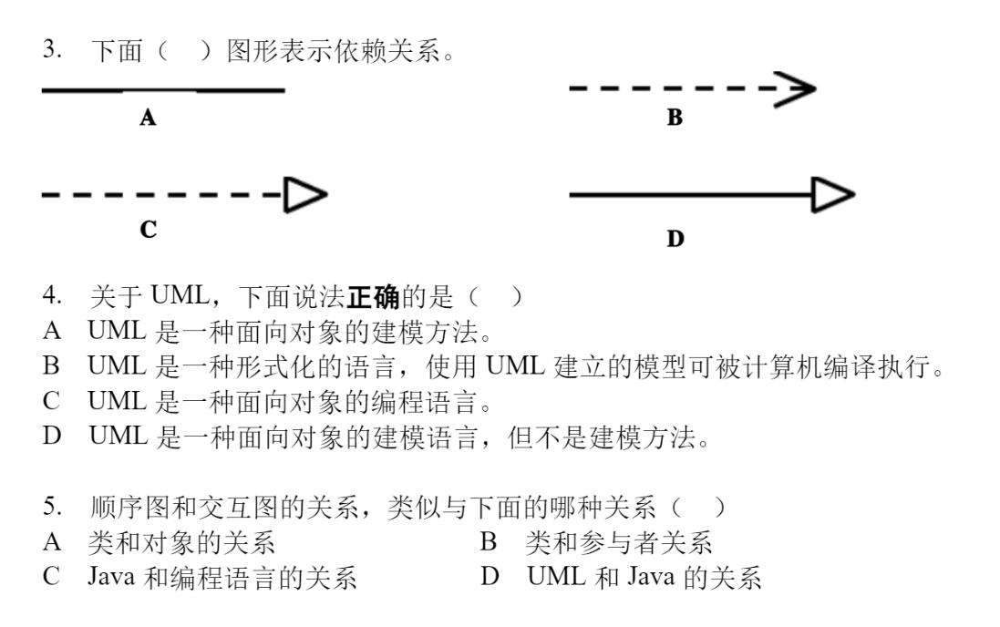 3. 下面（ ）图形表示依赖关系。
A
B
C
D
4. 关于 UML，下面说法正确的是（ ）
A UML 是一种面向对象的建模方法。
B UML 是一种形式化的语言，使用 UML 建立的模型可被计算机编译执行。
C UML 是一种面向对象的编程语言。
D UML 是一种面向对象的建模语言，但不是建模方法。
5. 顺序图和交互图的关系，类似与下面的哪种关系（ ）
A 类和对象的关系 B 类和参与者关系
C Java 和编程语言的关系 D UML 和 Java 的关系